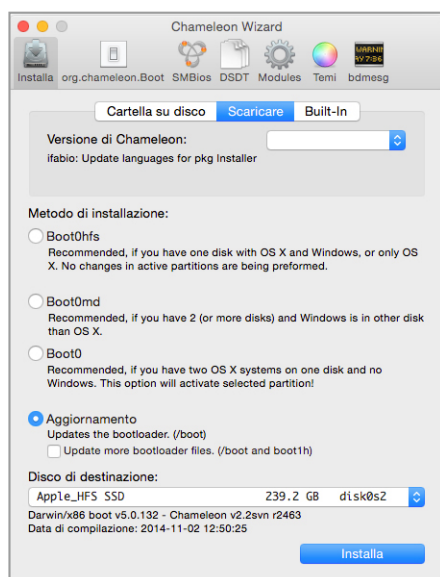 Chameleon Wizard
WARNIN
RY 7:36
Installa org.chameleon.Boot SMBios DSDT Modules Temi bdmesg
Cartella su disco Scaricare Built-In
Versione di Chameleon:
ifabio: Update languages for pkg Installer
Metodo di installazione:
Boot0hfs
Recommended, if you have one disk with OS X and Windows, or only OS
X. No changes in active partitions are being preformed.
Boot0md
Recommended, if you have 2 (or more disks) and Windows is in other disk
than OS X.
Boot0
Recommended, if you have two OS X systems on one disk and no
Windows. This option will activate selected partition!
Aggiornamento
Updates the bootloader. (/boot)
Update more bootloader files. (/boot and boot1h)
Disco di destinazione:
Apple_HFS SSD 239.2 GB disk0s2
Darwin/x86 boot v5.0.132 - Chameleon v2.2svn r2463
Data di compilazione: 2014-11-02 12:50:25
Installa